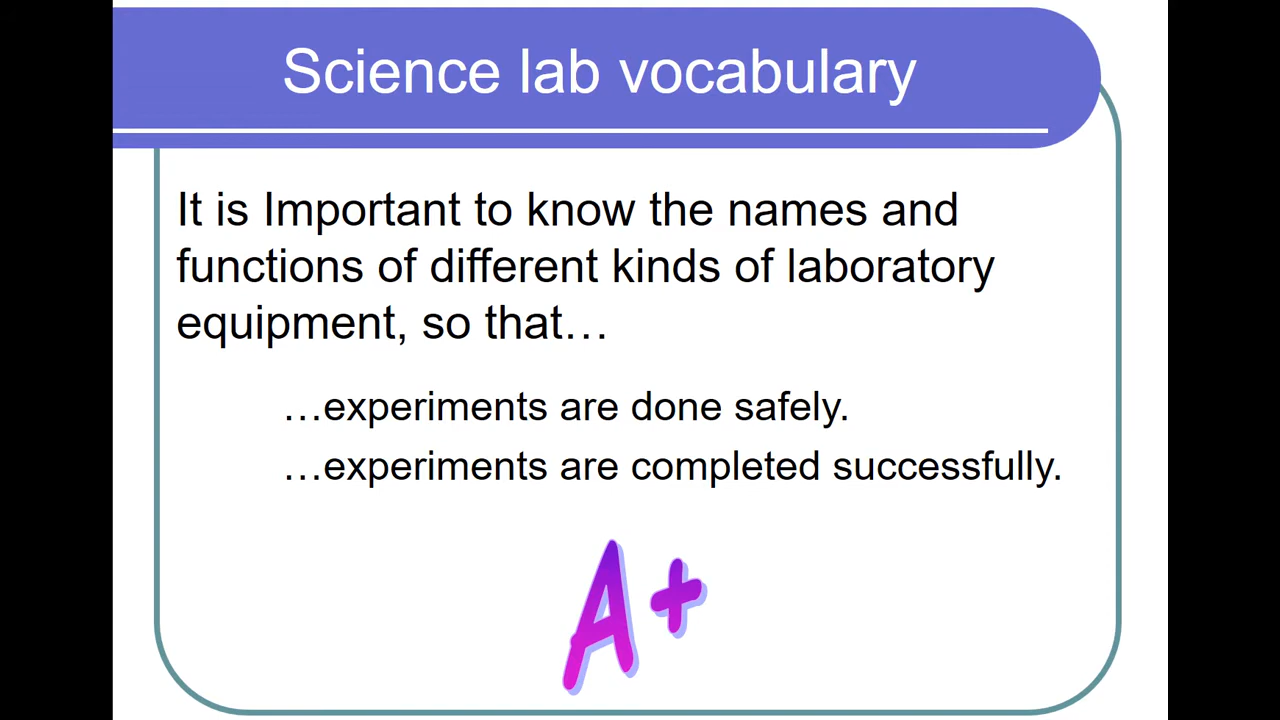 Science lab vocabulary
It is Important to know the names and
functions of different kinds of laboratory
equipment, so that…
…experiments are done safely.
…experiments are completed successfully.
A+